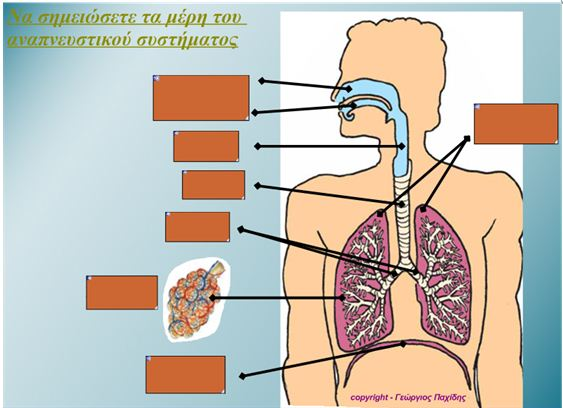 Να σημειώσετε τα μέρη του
αναπνευστικού συστήματος
copyright - Γεώργιος Παχίδης